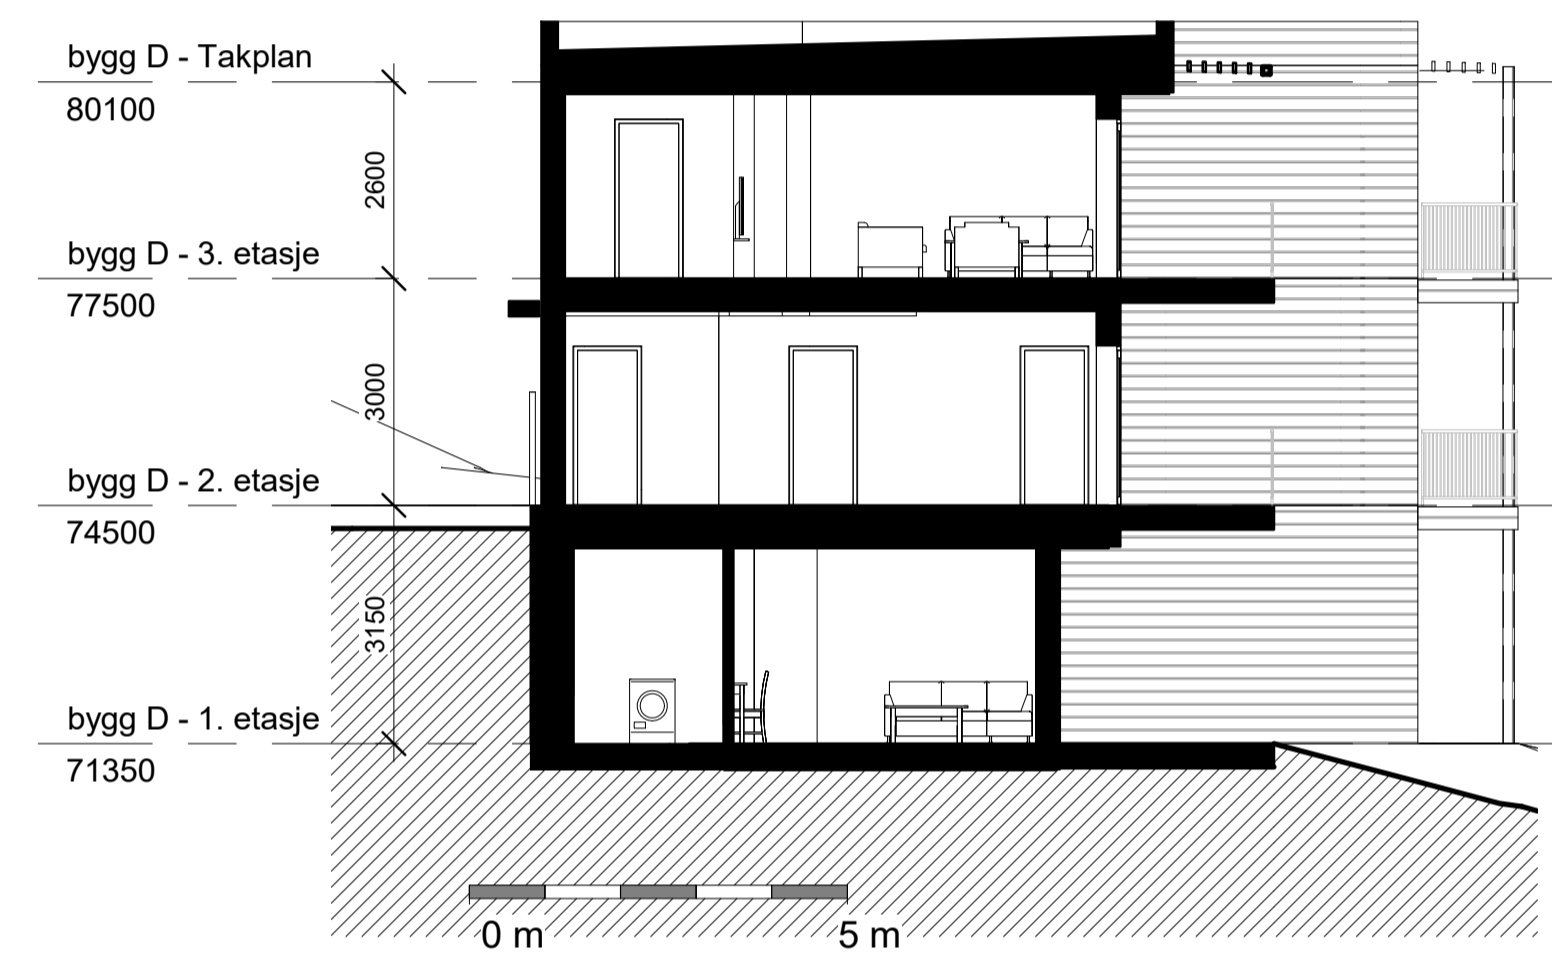 bygg D - Takplan
80100
2600
bygg D - 3. etasje
77500
3000
bygg D - 2. etasje
74500
3150
bygg D - 1. etasje
71350
0 m 5 m